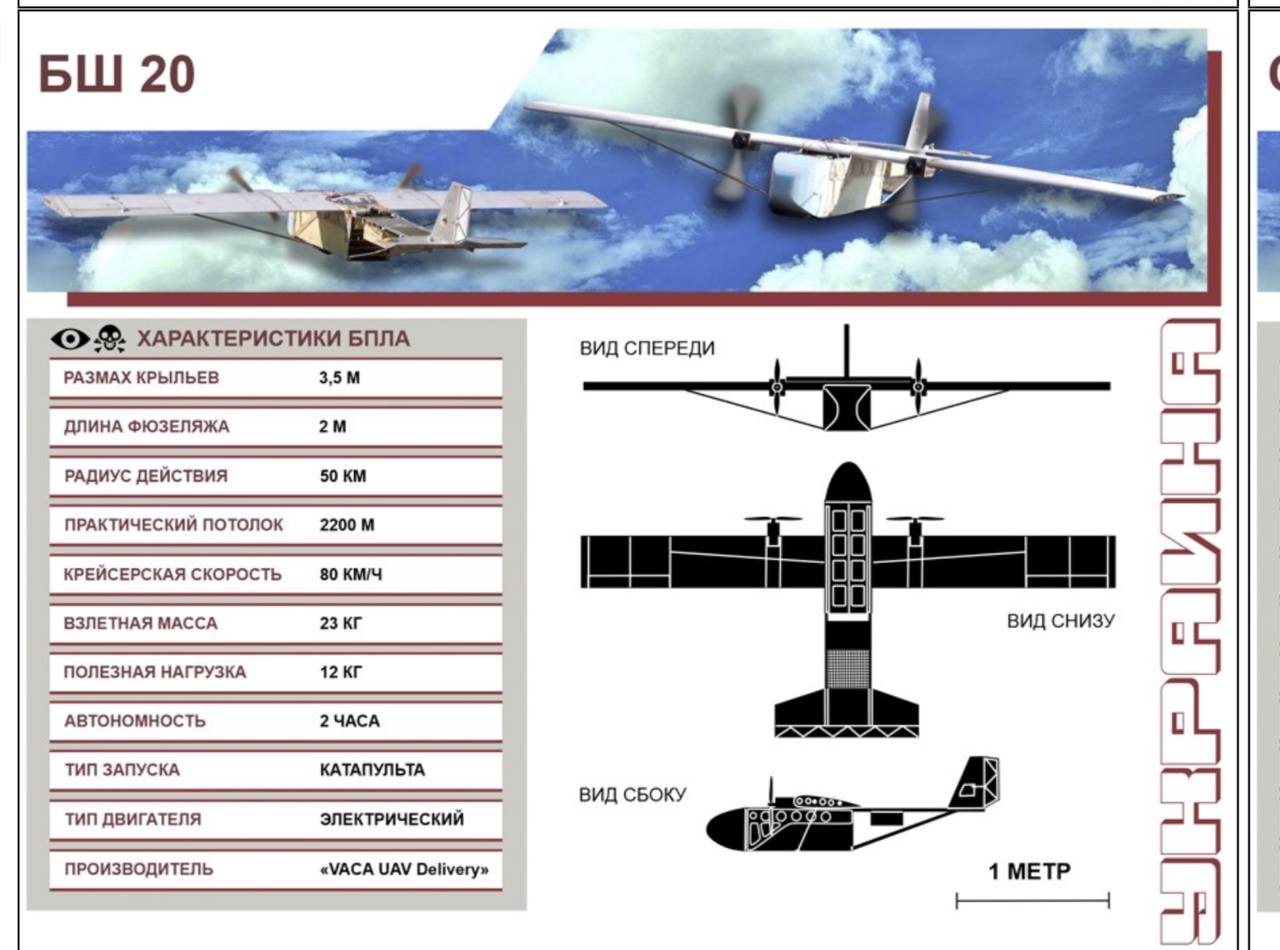 БШ 20
ХАРАКТЕРИСТИКИ БПЛА
РАЗМАХ КРЫЛЬЕВ 3,5 М
ДЛИНА ФЮЗЕЛЯЖА 2 М
РАДИУС ДЕЙСТВИЯ 50 КМ
ПРАКТИЧЕСКИЙ ПОТОЛОК 2200 М
КРЕЙСЕРСКАЯ СКОРОСТЬ 80 КМ/Ч
ВЗЛЕТНАЯ МАССА 23 КГ
ПОЛЕЗНАЯ НАГРУЗКА 12 КГ
АВТОНОМНОСТЬ 2 ЧАСА
ТИП ЗАПУСКА КАТАПУЛЬТА
ТИП ДВИГАТЕЛЯ ЭЛЕКТРИЧЕСКИЙ
ПРОИЗВОДИТЕЛЬ «VACA UAV Delivery»
ВИД СПЕРЕДИ
ВИД СНИЗУ
ВИД СБОКУ
1 МЕТР
УКРАИНА